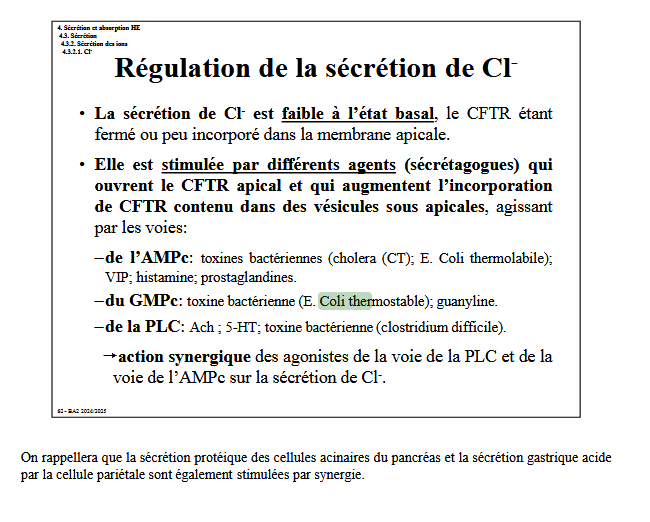 4. Sécrétion et absorption HE
4.3. Sécrétion
4.3.2. Sécrétion des ions
4.3.2.1. Cl-
Régulation de la sécrétion de Cl-
• La sécrétion de Cl- est faible à l'état basal, le CFTR étant
fermé ou peu incorporé dans la membrane apicale.
• Elle est stimulée par différents agents (sécrétagogues) qui
ouvrent le CFTR apical et qui augmentent l'incorporation
de CFTR contenu dans des vésicules sous apicales, agissant
par les voies:
–de l'AMPc: toxines bactériennes (cholera (CT); E. Coli thermolabile);
VIP; histamine; prostaglandines.
–du GMPc: toxine bactérienne (E. Coli thermostable); guanyline.
–de la PLC: Ach ; 5-HT; toxine bactérienne (clostridium difficile).
→action synergique des agonistes de la voie de la PLC et de la
voie de l'AMPc sur la sécrétion de Cl-.
62 - BA2 2024/2025
On rappellera que la sécrétion protéique des cellules acinaires du pancréas et la sécrétion gastrique acide
par la cellule pariétale sont également stimulées par synergie.